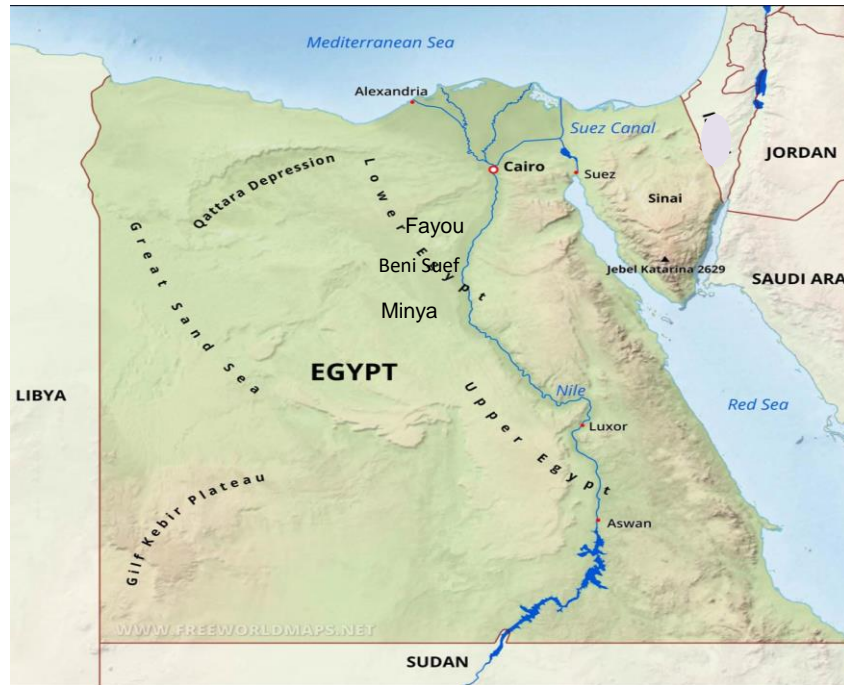 Mediterranean Sea
Alexandria
Suez Canal
Cairo
Suez
JORDAN
Qattara Depression
Lower Egypt
Sinai
Fayou
Beni Suef
Jebel Katarina 2629
SAUDI ARA
Great Sand Sea
Minya
EGYPT
LIBYA
Nile
Red Sea
Upper Egypt
Luxor
Gilf Kebir Plateau
Aswan
WWW.FREEWORLDMAPS.NET
SUDAN